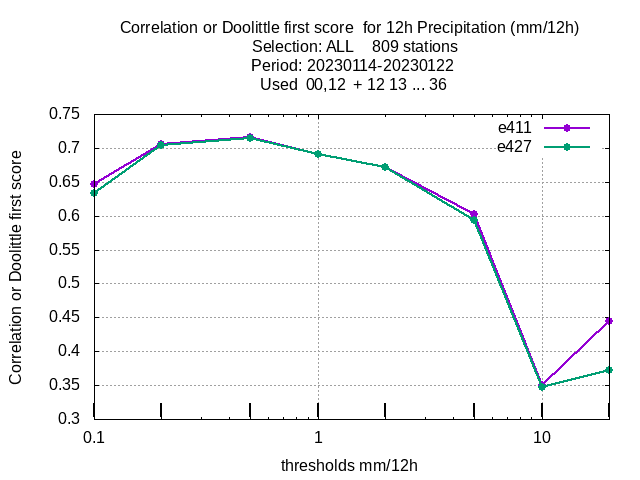 Correlation or Doolittle first score  for 12h Precipitation (mm/12h)
Selection: ALL    809 stations
Period: 20230114-20230122
Used  00,12  + 12 13 ... 36
Correlation or Doolittle first score
0.75
0.7
0.65
0.6
0.55
0.5
0.45
0.4
0.35
0.3
e411
e427
0.1
1
10
thresholds mm/12h